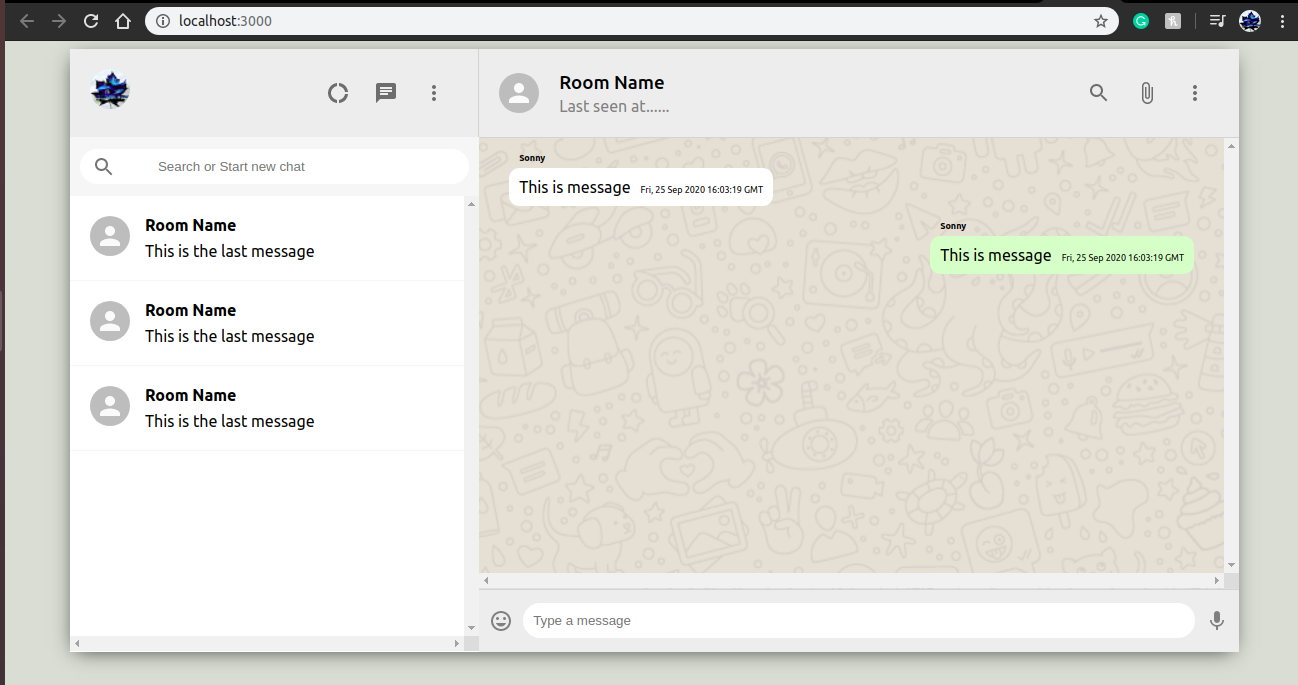 localhost:3000
Room Name
Last seen at......
Search or Start new chat
Room Name
This is the last message
Room Name
This is the last message
Room Name
This is the last message
Sonny
This is message Fri, 25 Sep 2020 16:03:19 GMT
Sonny
This is message Fri, 25 Sep 2020 16:03:19 GMT
Type a message